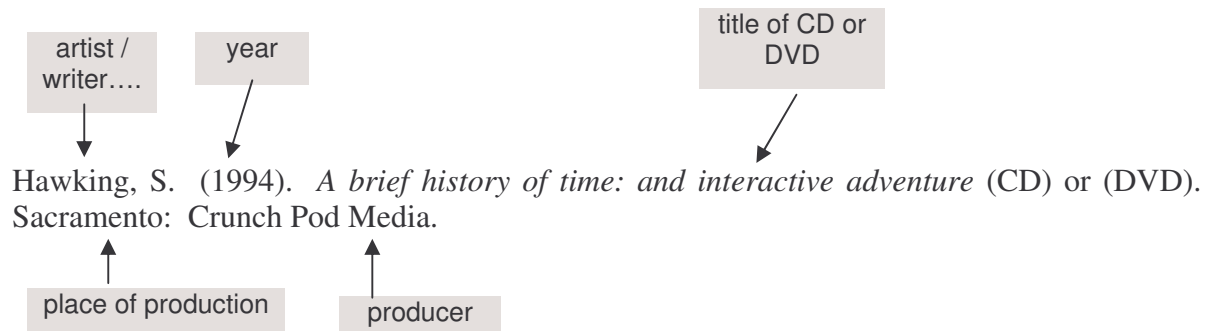 artist /
writer….
year
title of CD or
DVD
Hawking, S. (1994). A brief history of time: and interactive adventure (CD) or (DVD).
Sacramento: Crunch Pod Media.
place of production
producer